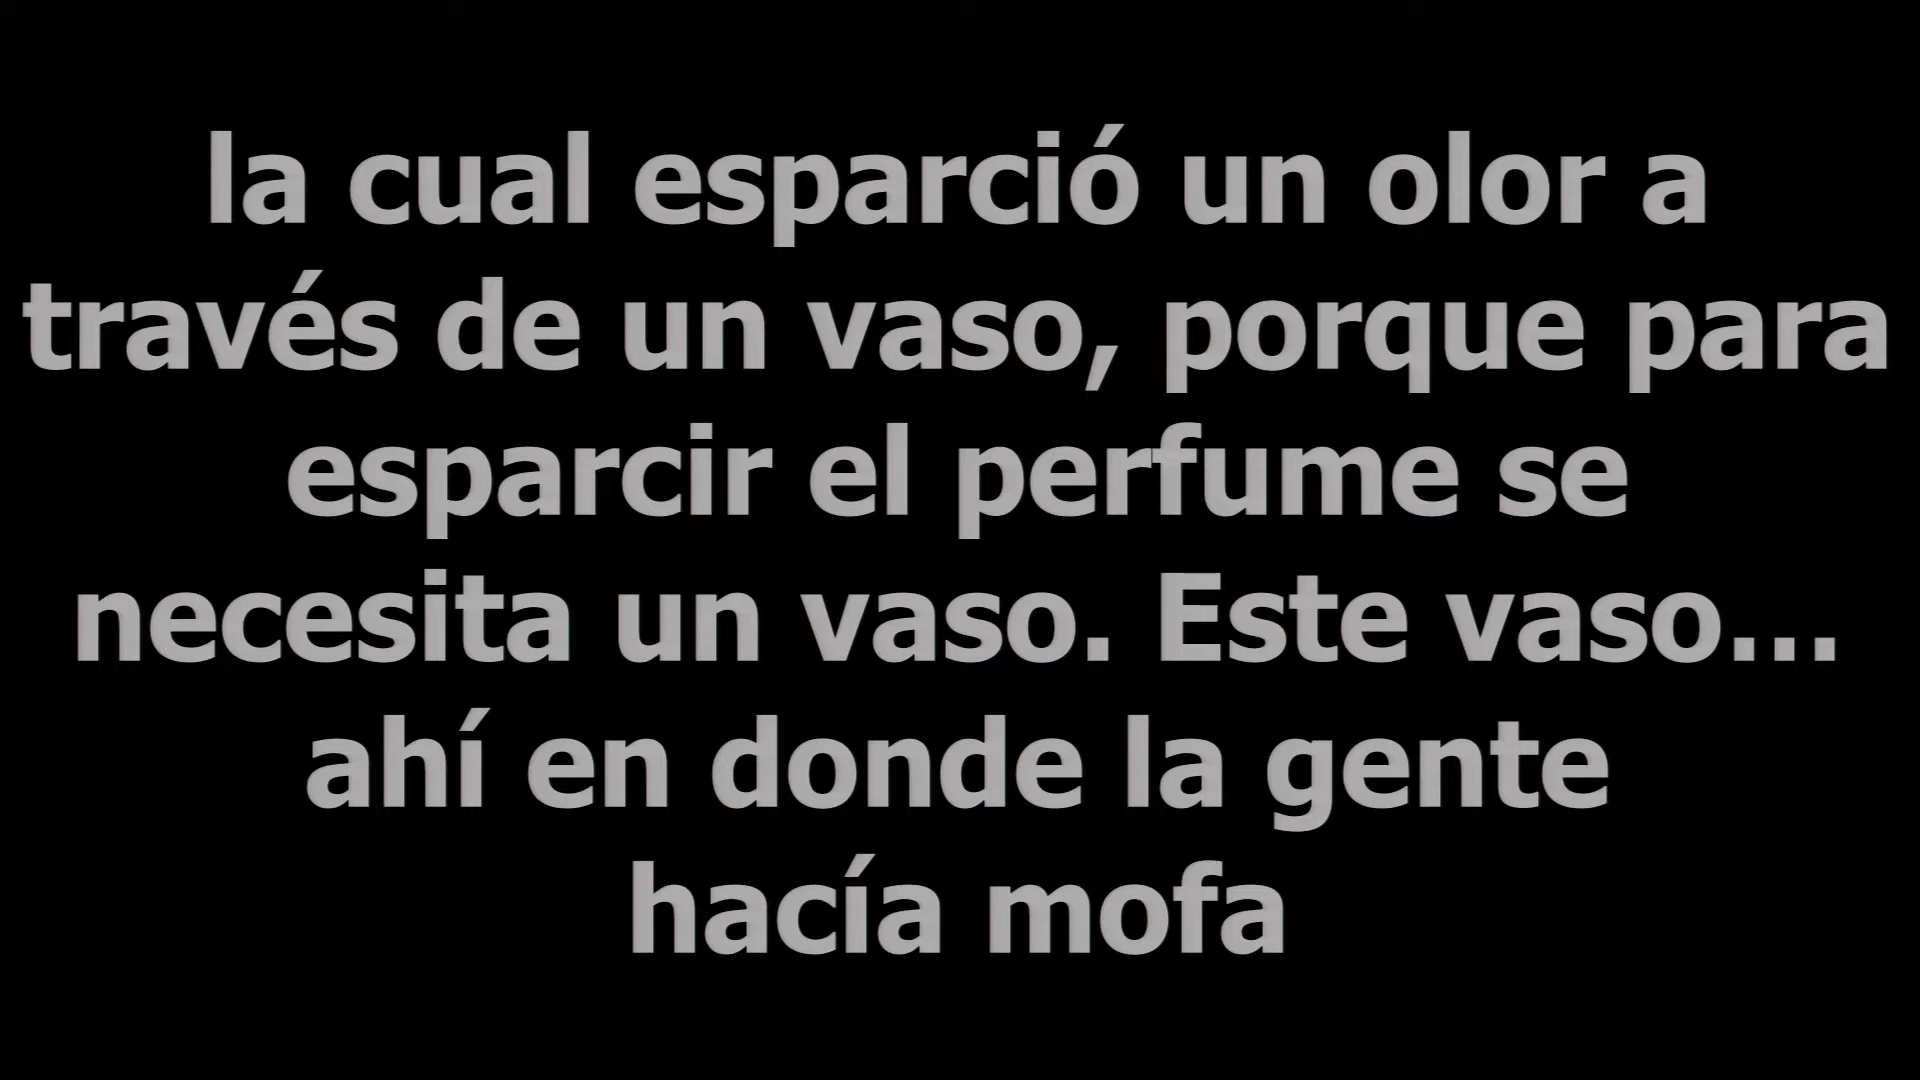 la cual esparció un olor a
través de un vaso, porque para
esparcir el perfume se
necesita un vaso. Este vaso...
ahí en donde la gente
hacía mofa